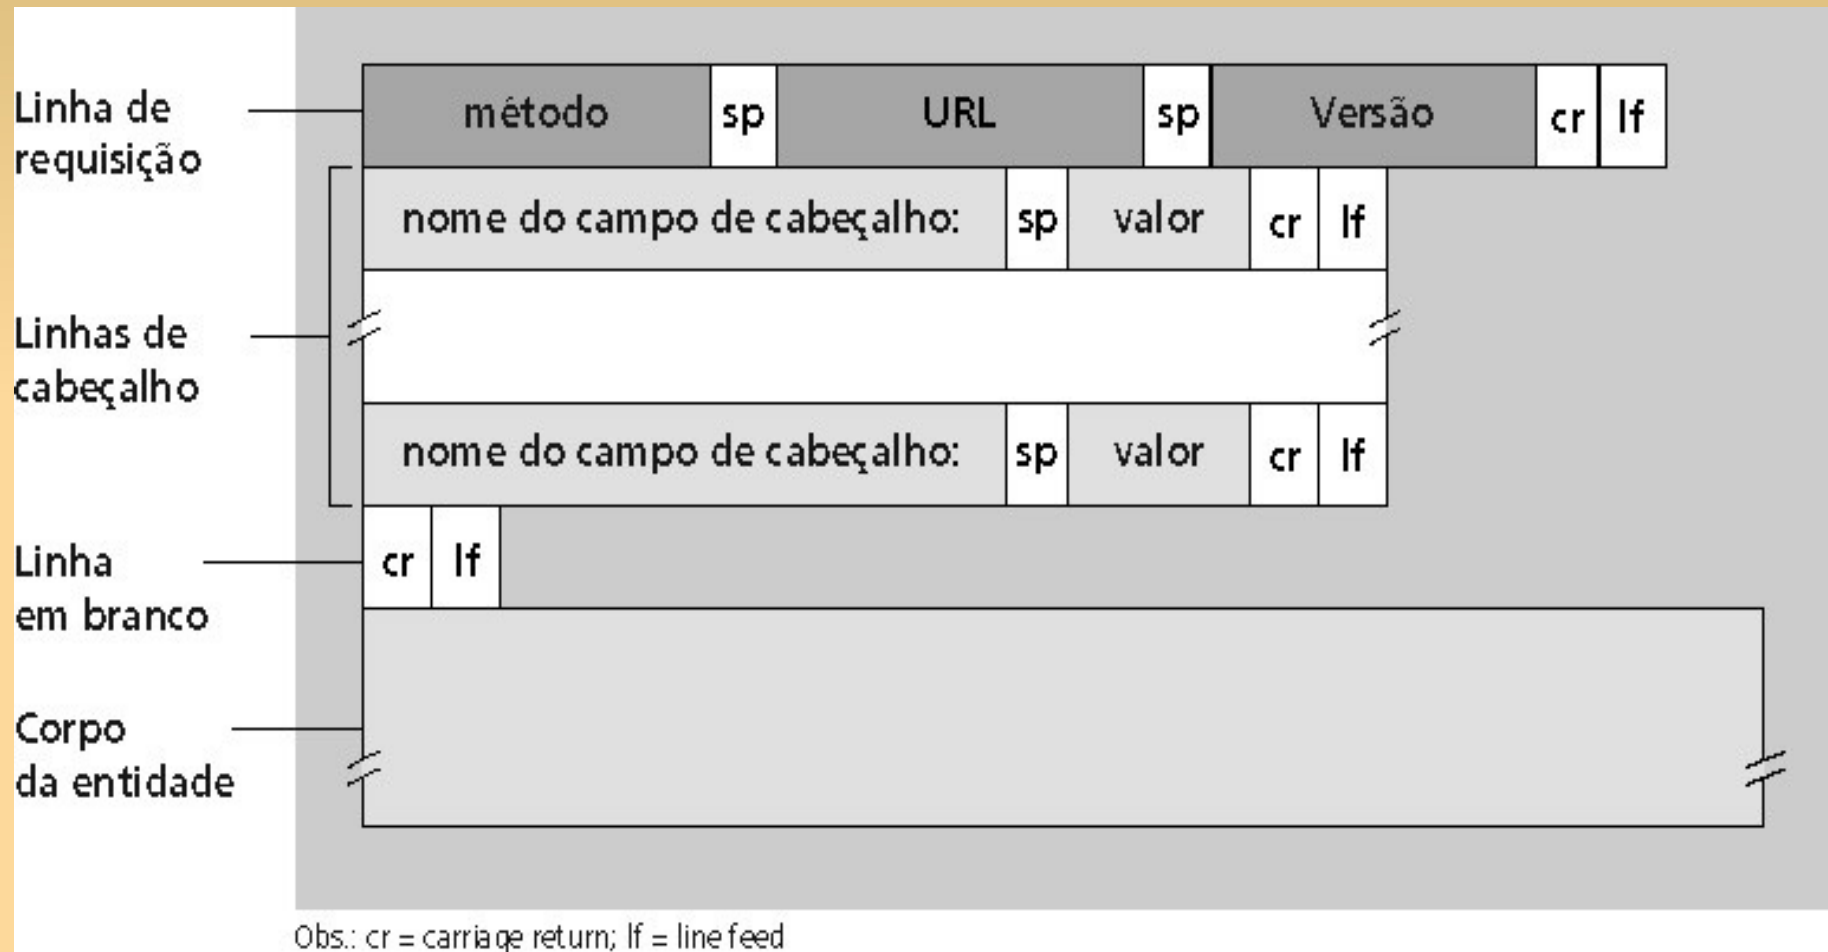 Linha de
requisição
método sp URL sp Versão cr lf
nome do campo de cabeçalho: sp valor cr lf
Linhas de
cabeçalho
nome do campo de cabeçalho: sp valor cr lf
Linha
em branco
cr lf
Corpo
da entidade
Obs.: cr = carriage return; lf = line feed